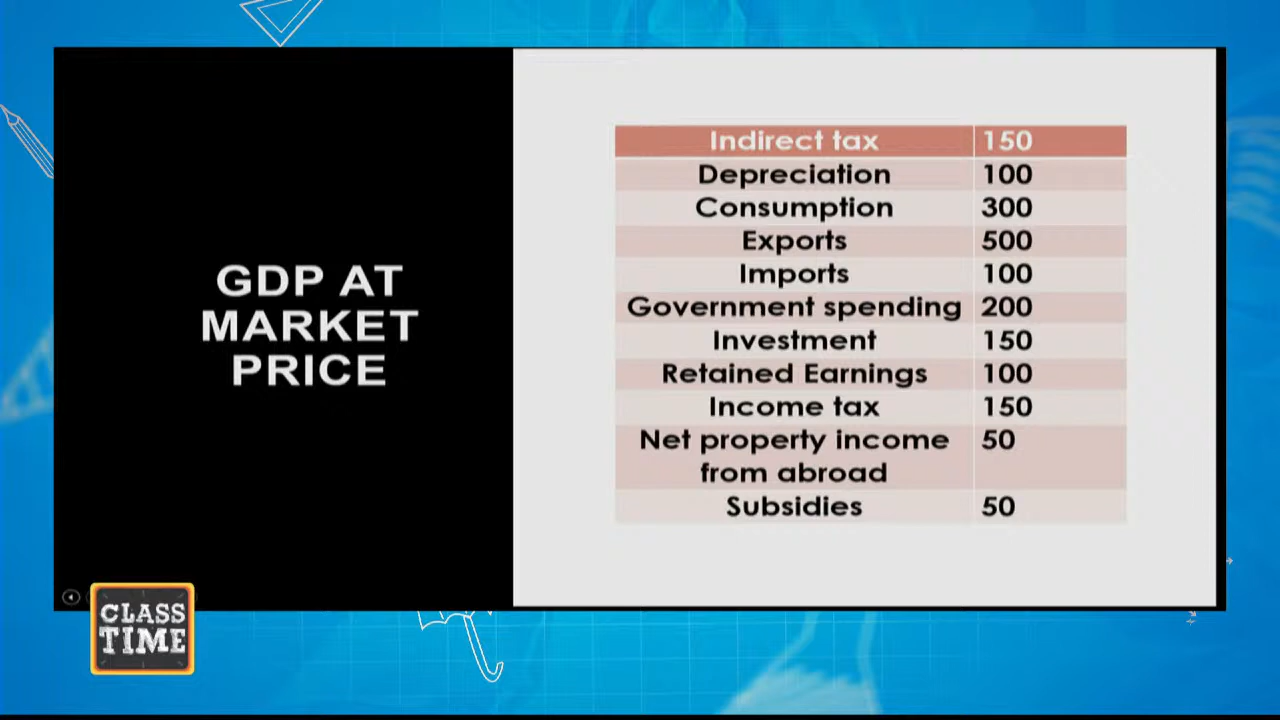 GDP AT
MARKET
PRICE
Indirect tax 150
Depreciation 100
Consumption 300
Exports 500
Imports 100
Government spending 200
Investment 150
Retained Earnings 100
Income tax 150
Net property income 50
from abroad
Subsidies 50
CLASS
TIME